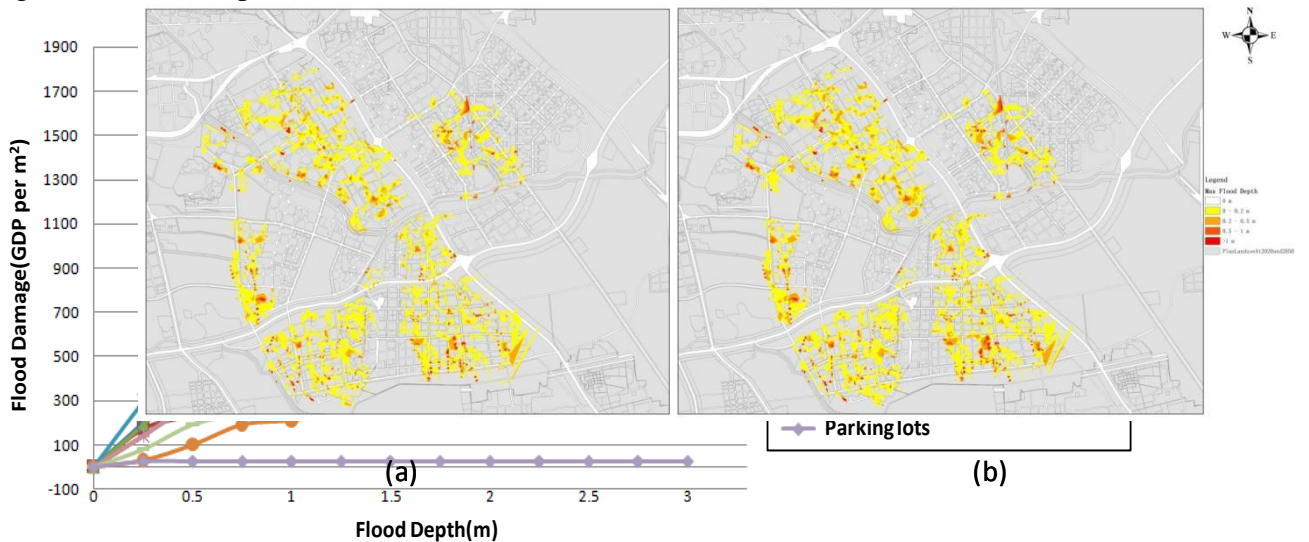 N
W E
S
1900
1700
1500
1300
1100
900
700
500
300
100
-100
Flood Damage(GDP per m²)
0 0.5 1 1.5 2 2.5 3
Flood Depth(m)
Legend
Max Flood Depth
0 m
0 - 0.2 m
0.2 - 0.5 m
0.5 - 1 m
>1 m
Parking lots
(a) (b)